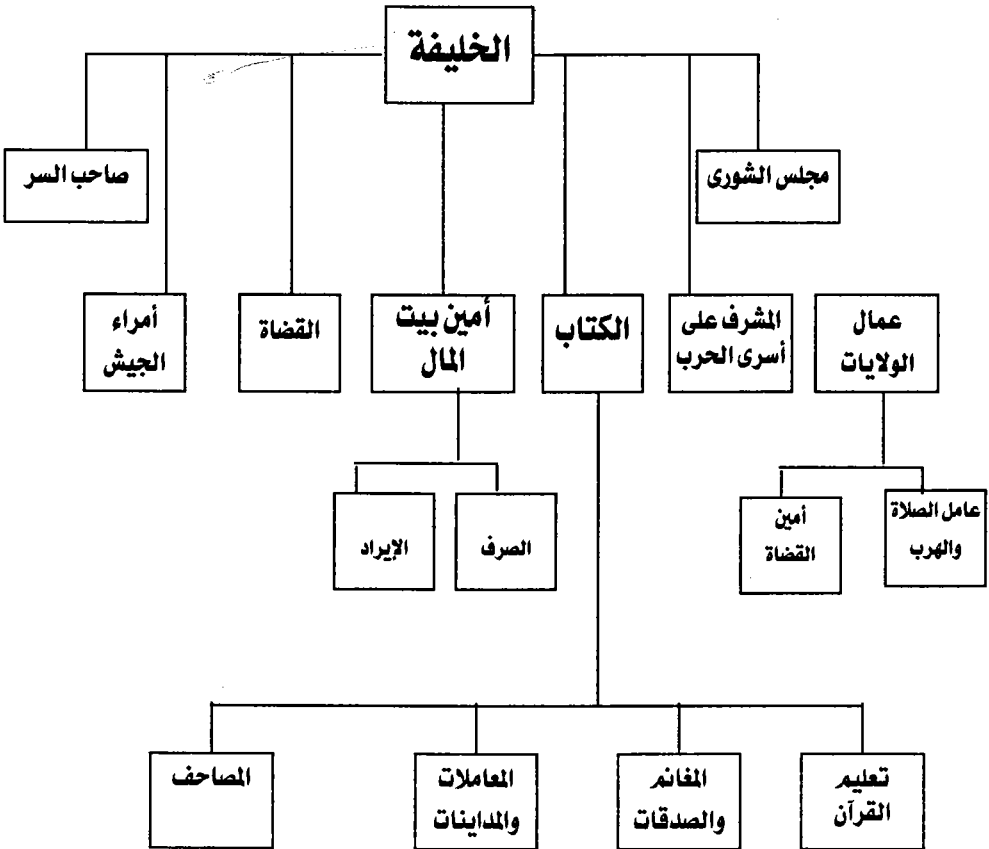 الخليفة
مجلس الشورى
صاحب السر
عمال
الولايات
المشرف على
أسرى الحرب
الكتاب
أمين بيت
المال
القضاة
أمراء
الجيش
عامل الصلاة
والهرب
أمين
القضاة
الصرف
الإيراد
تعليم
القرآن
المغانم
والصدقات
المعاملات
والمداينات
المصاحف